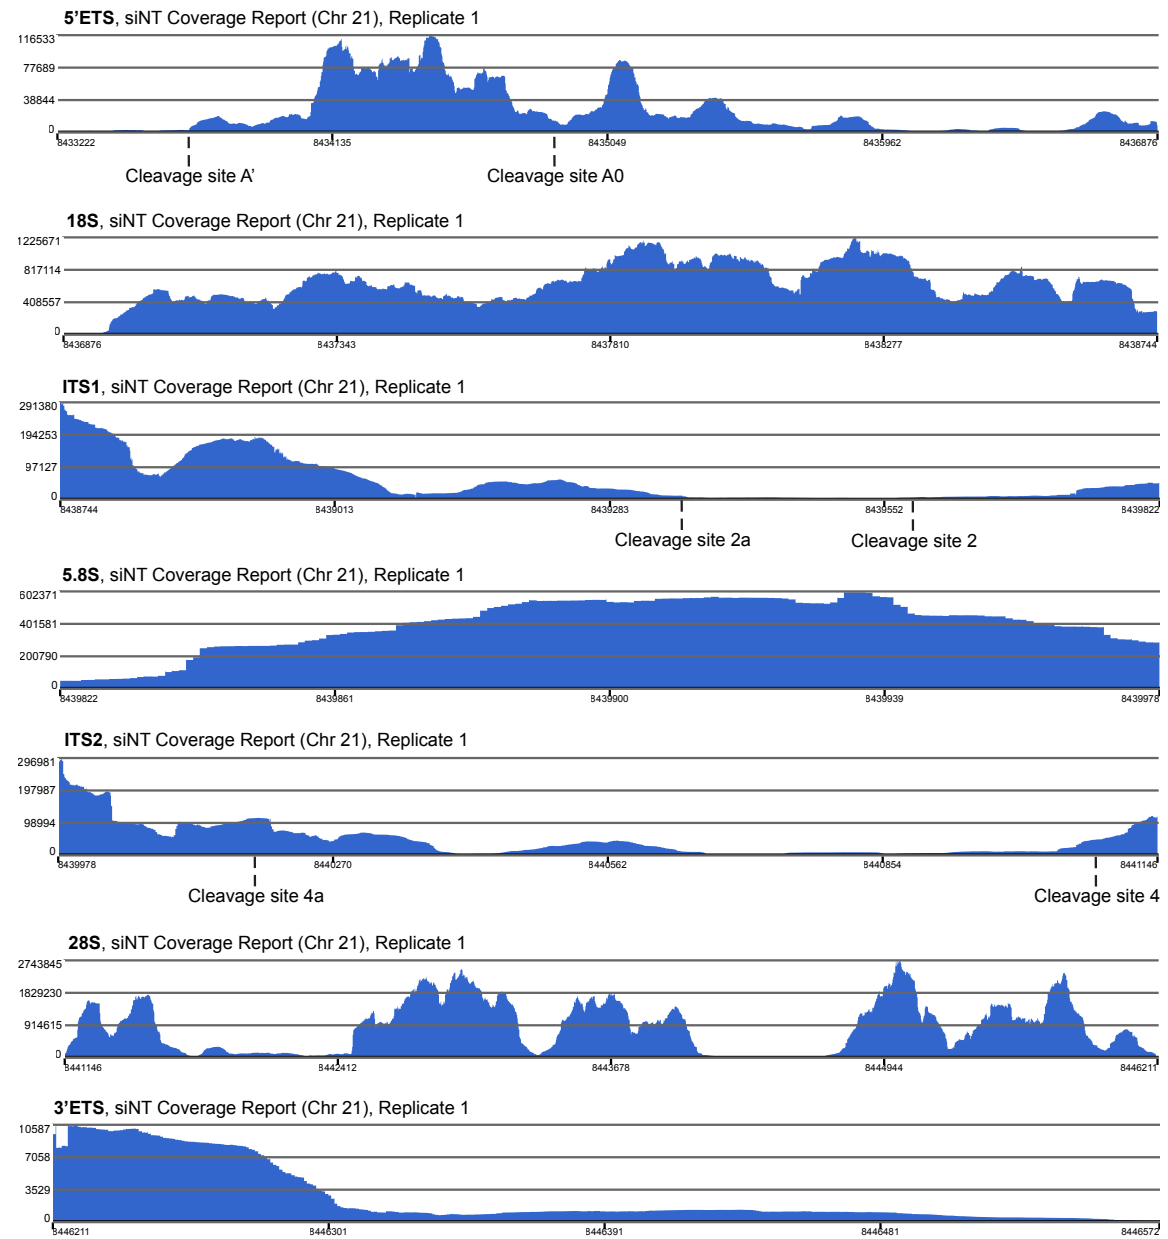 5'ETS, siNT Coverage Report (Chr 21), Replicate 1
116533
77689
38844
0
8433222 8434135 8435049 8435962 8436876
Cleavage site A' Cleavage site A0
18S, siNT Coverage Report (Chr 21), Replicate 1
1225671
817114
408557
0
8436876 8437343 8437810 8438277 8438744
ITS1, siNT Coverage Report (Chr 21), Replicate 1
291380
194253
97127
0
8438744 8439013 8439283 8439552 8439822
Cleavage site 2a Cleavage site 2
5.8S, siNT Coverage Report (Chr 21), Replicate 1
602371
401581
200790
0
8439822 8439861 8439900 8439939 8439978
ITS2, siNT Coverage Report (Chr 21), Replicate 1
296981
197987
98994
0
8439978 8440270 8440562 8440854 8441146
Cleavage site 4a Cleavage site 4
28S, siNT Coverage Report (Chr 21), Replicate 1
2743845
1829230
914615
0
8441146 8442412 8443678 8444944 8446211
3'ETS, siNT Coverage Report (Chr 21), Replicate 1
10587
7058
3529
0
8446211 8446301 8446391 8446481 8446572